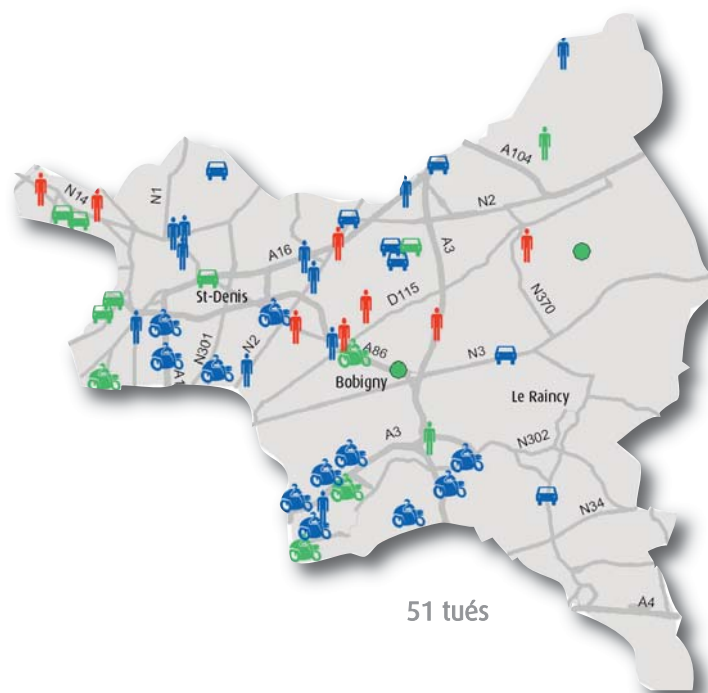 A104
N14
N1
N2
A16
A3
St-Denis
D115
N370
N301
N2
A86
N3
A1
Bobigny
Le Raincy
A3
N302
N34
A4
51 tués